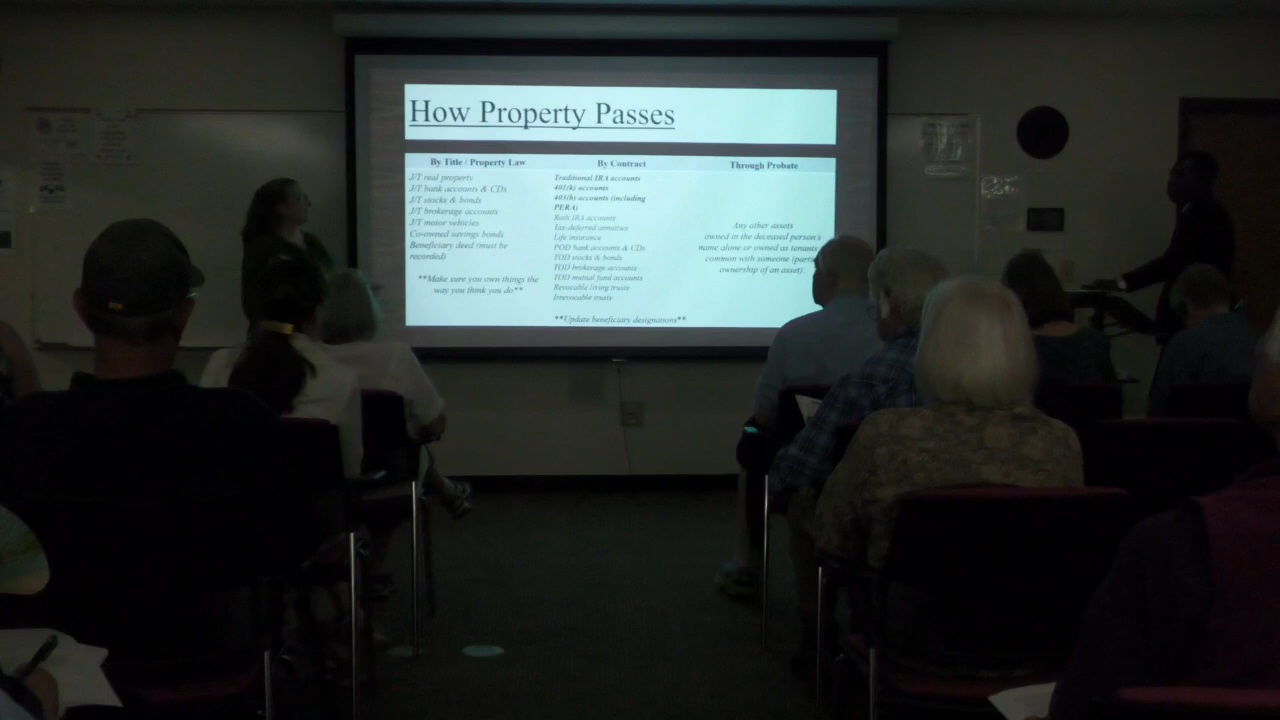 How Property Passes
By Title / Property Law
J/T real property
J/T bank accounts & CDs
J/T stocks & bonds
J/T brokerage accounts
J/T motor vehicles
Co-owned savings bonds
Beneficiary deed (must be
recorded)
**Make sure you own things the
way you think you do**
By Contract
Traditional IRA accounts
401(k) accounts
403(b) accounts (including
PERA)
Roth IRA accounts
Tax-deferred annuities
Life insurance
POD bank accounts & CDs
TOD stocks & bonds
TOD brokerage accounts
TOD mutual fund accounts
Revocable living trusts
Irrevocable trusts
**Update beneficiary designations**
Through Probate
Any other assets
owned in the deceased person's
name alone or owned as tenants
common with someone
ownership of an asset).